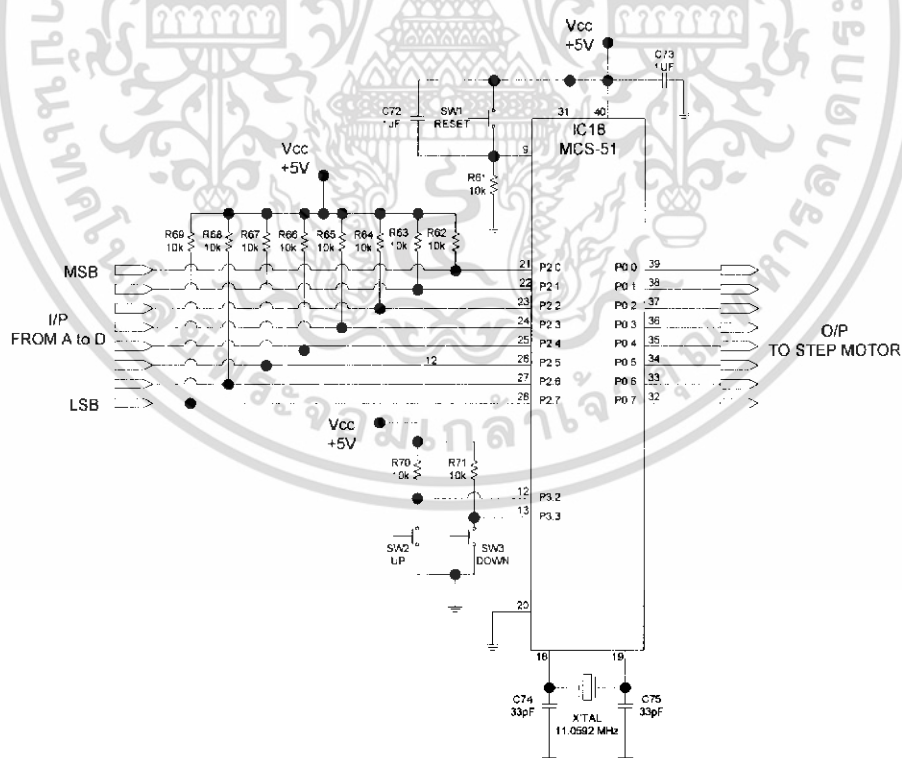 Vcc
+5V
C73
1UF
C72
1UF
SW1
RESET
31
40
IC18
MCS-51
9
R61
10k
Vcc
+5V
R69
10k
R68
10k
R67
10k
R66
10k
R65
10k
R64
10k
R63
10k
R62
10k
MSB
I/P
FROM A to D
LSB
21 P2.0
22 P2.1
23 P2.2
24 P2.3
25 P2.4
12
26 P2.5
27 P2.6
28 P2.7
P0.0 39
P0.1 38
P0.2 37
P0.3 36
P0.4 35
P0.5 34
P0.6 33
P0.7 32
O/P
TO STEP MOTOR
Vcc
+5V
R70
10k
R71
10k
12 P3.2
13 P3.3
SW2
UP
SW3
DOWN
20
18
19
C74
33pF
C75
33pF
X'TAL
11.0592 MHz